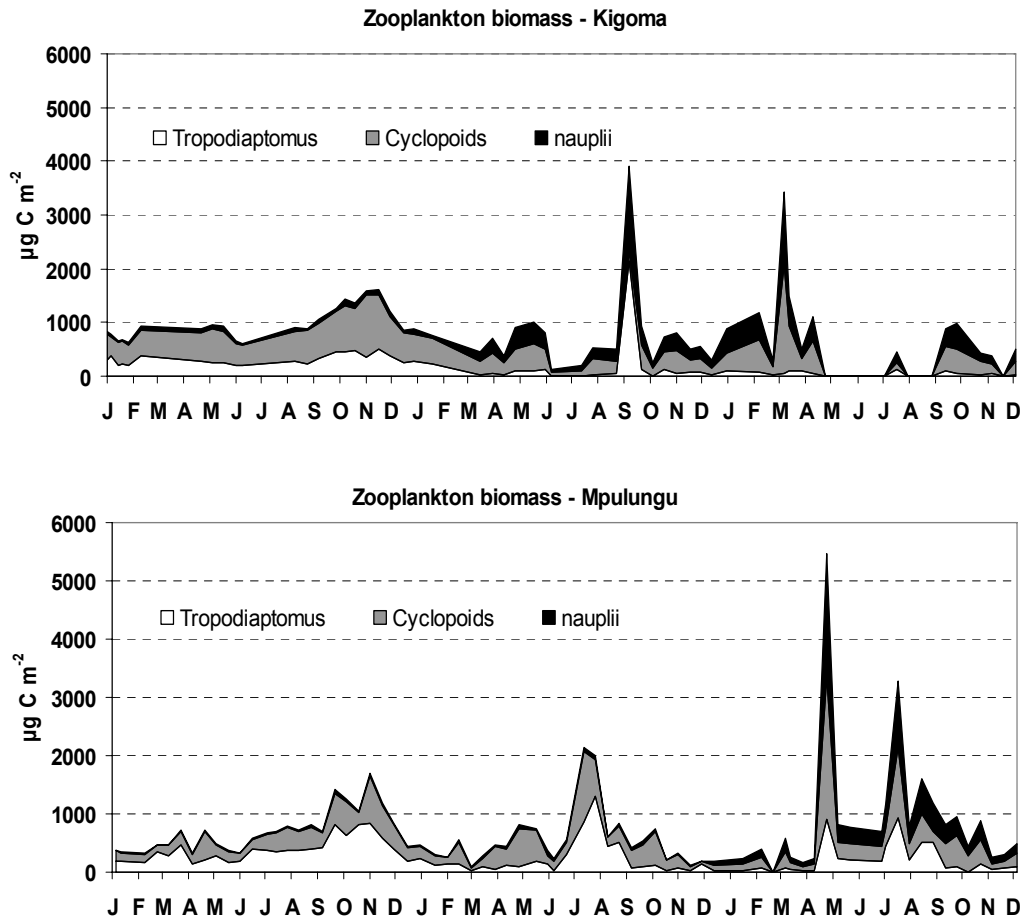 Zooplankton biomass - Kigoma
6000
5000
4000
3000
2000
1000
0
µg C m-2
Tropodiaptomus Cyclopoids nauplii
J F M A M J J A S O N D J F M A M J J A S O N D J F M A M J J A S O N D
Zooplankton biomass - Mpulungu
6000
5000
4000
3000
2000
1000
0
µg C m-2
Tropodiaptomus Cyclopoids nauplii
J F M A M J J A S O N D J F M A M J J A S O N D J F M A M J J A S O N D